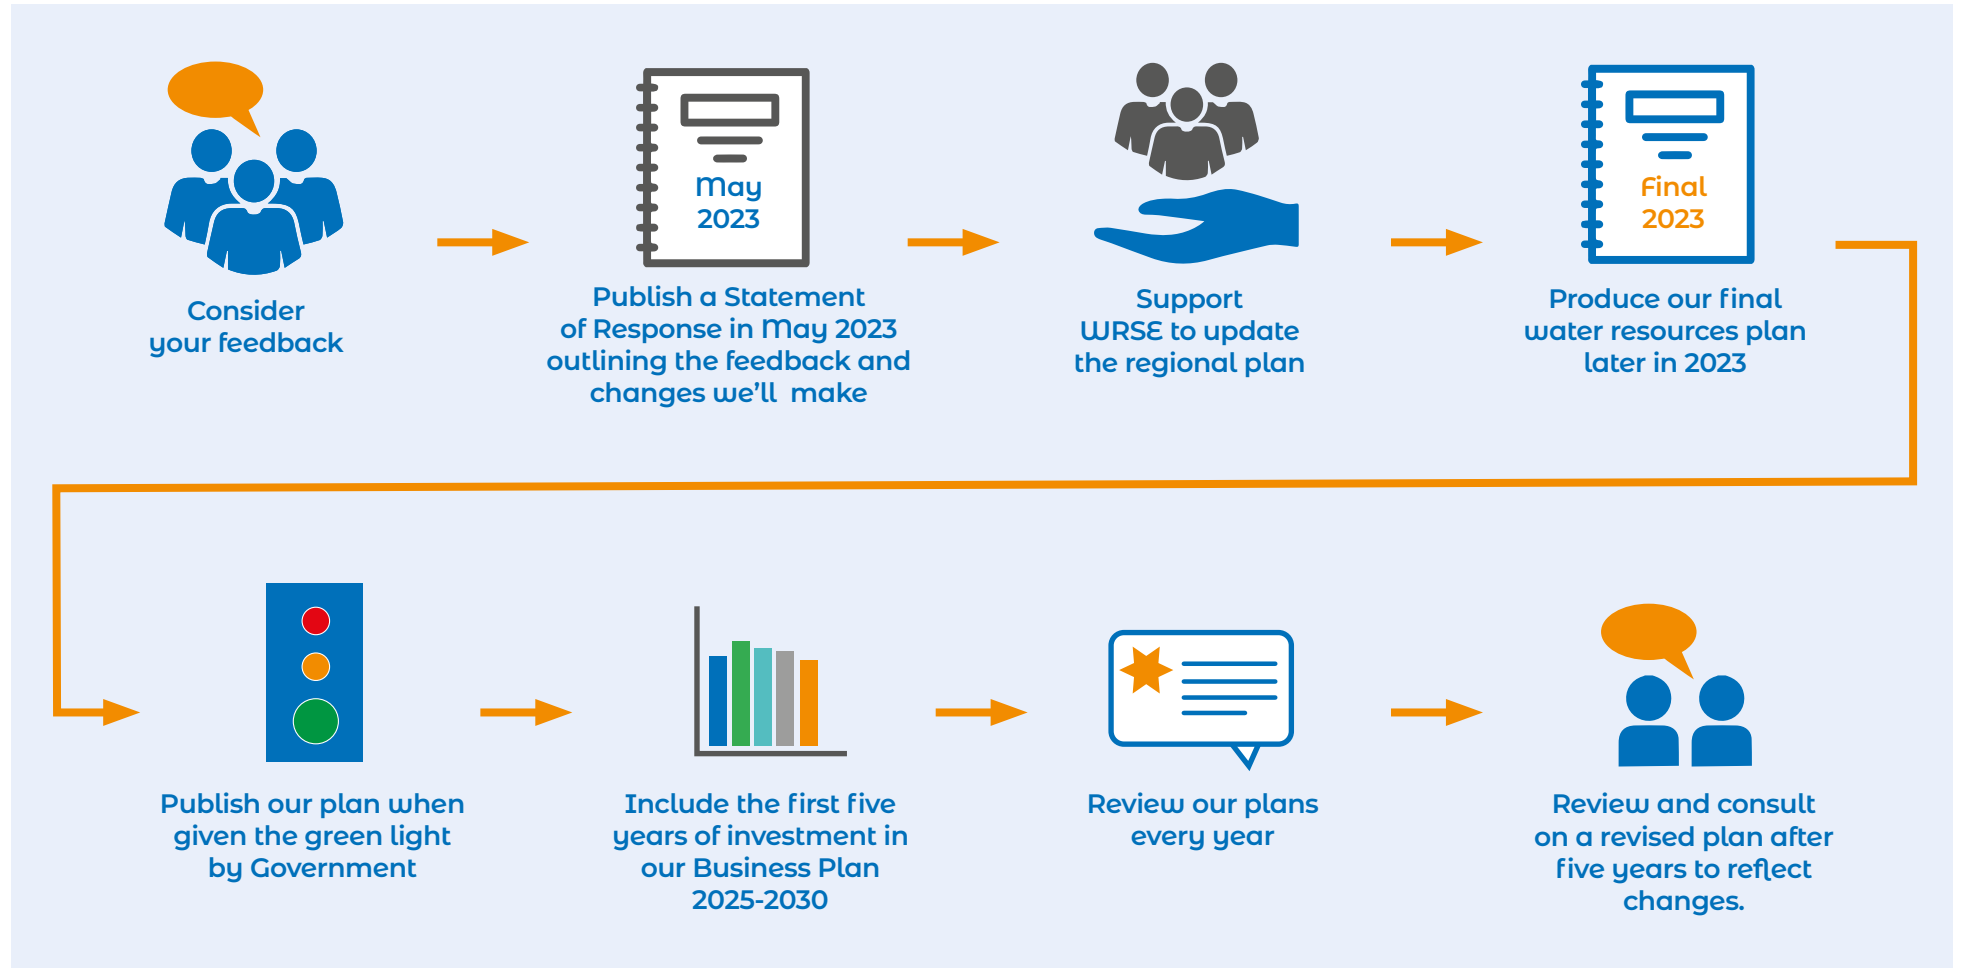 May
2023
Final
2023
Consider
your feedback
Publish a Statement
of Response in May 2023
outlining the feedback and
changes we'll  make
Support
WRSE to update
the regional plan
Produce our final
water resources plan
later in 2023
Publish our plan when
given the green light
by Government
Include the first five
years of investment in
our Business Plan
2025-2030
Review our plans
every year
Review and consult
on a revised plan after
five years to reflect
changes.